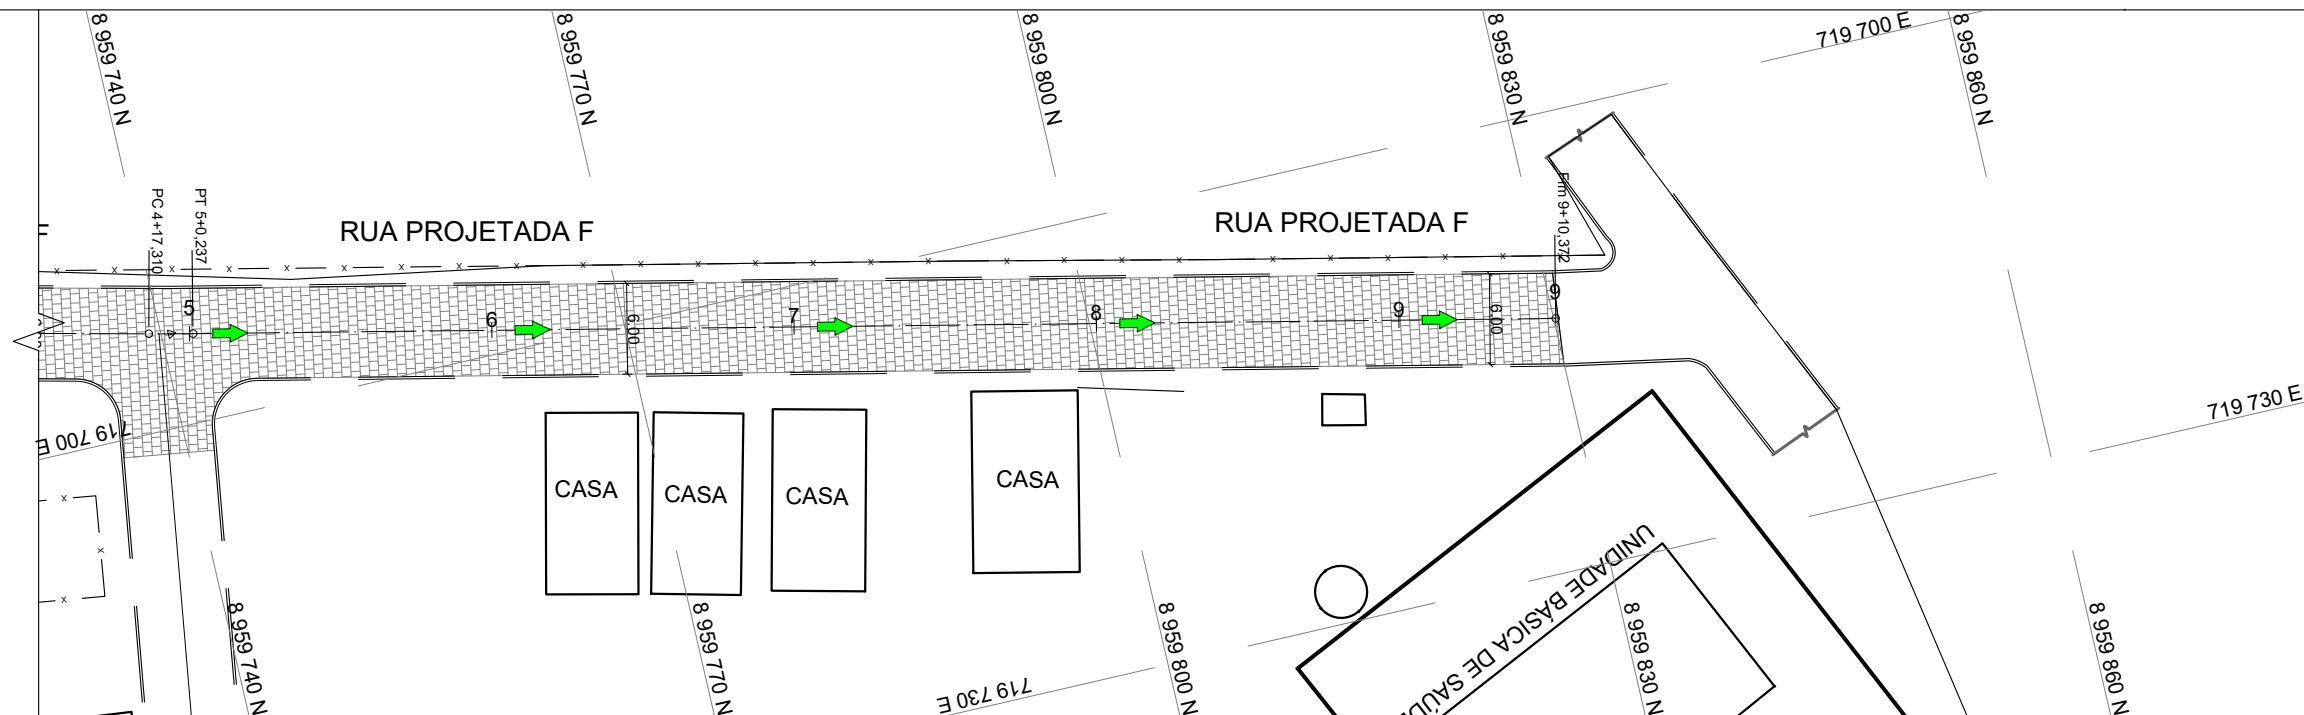 8 959 740 N
8 959 770 N
8 959 800 N
8 959 830 N
719 700 E
8 959 860 N
PC 4+17,310
PT 5+0,237
F
RUA PROJETADA F
RUA PROJETADA F
Fim 9+10,372
5
6
6.00
7
8
9
6.00
9
719 700 E
719 730 E
CASA
CASA
CASA
CASA
UNIDADE BÁSICA DE SAÚD
8 959 740 N
8 959 770 N
719 730 E
8 959 800 N
8 959 830 N
8 959 860 N